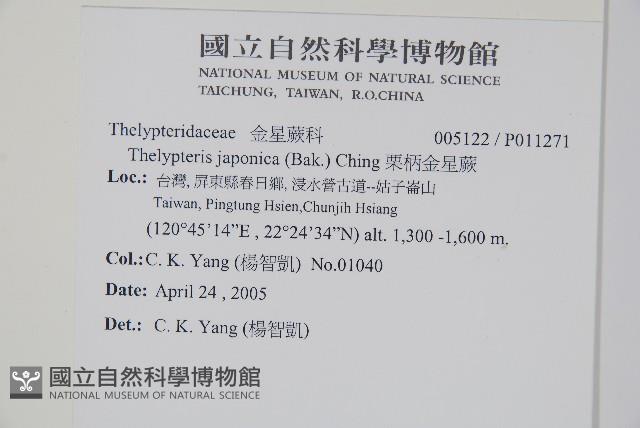 國立自然科學博物館
NATIONAL MUSEUM OF NATURAL SCIENCE
TAICHUNG, TAIWAN, R.O.CHINA
Thelypteridaceae 金星蕨科 005122 / P011271
Thelypteris japonica (Bak.) Ching 栗柄金星蕨
Loc.: 台灣, 屏東縣春日鄉, 浸水營古道--姑子崙山
Taiwan, Pingtung Hsien,Chunjih Hsiang
(120°45’14”E , 22°24’34”N) alt. 1,300 -1,600 m.
Col.:C. K. Yang (楊智凱) No.01040
Date: April 24 , 2005
Det.: C. K. Yang (楊智凱)
國立自然科學博物館
NATIONAL MUSEUM OF NATURAL SCIENCE